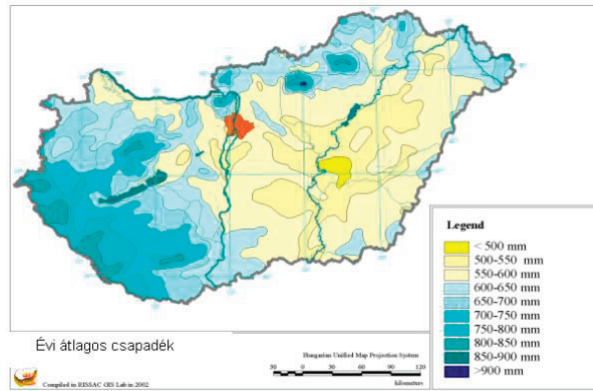 Legend
< 500 mm
500-550 mm
550-600 mm
600-650 mm
650-700 mm
700-750 mm
750-800 mm
800-850 mm
850-900 mm
>900 mm
Évi átlagos csapadék
Hungarian Unified Map Projection System
30 0 30 60 90 120
kilometers
Compiled in RISSAC GIS Lab in 2002